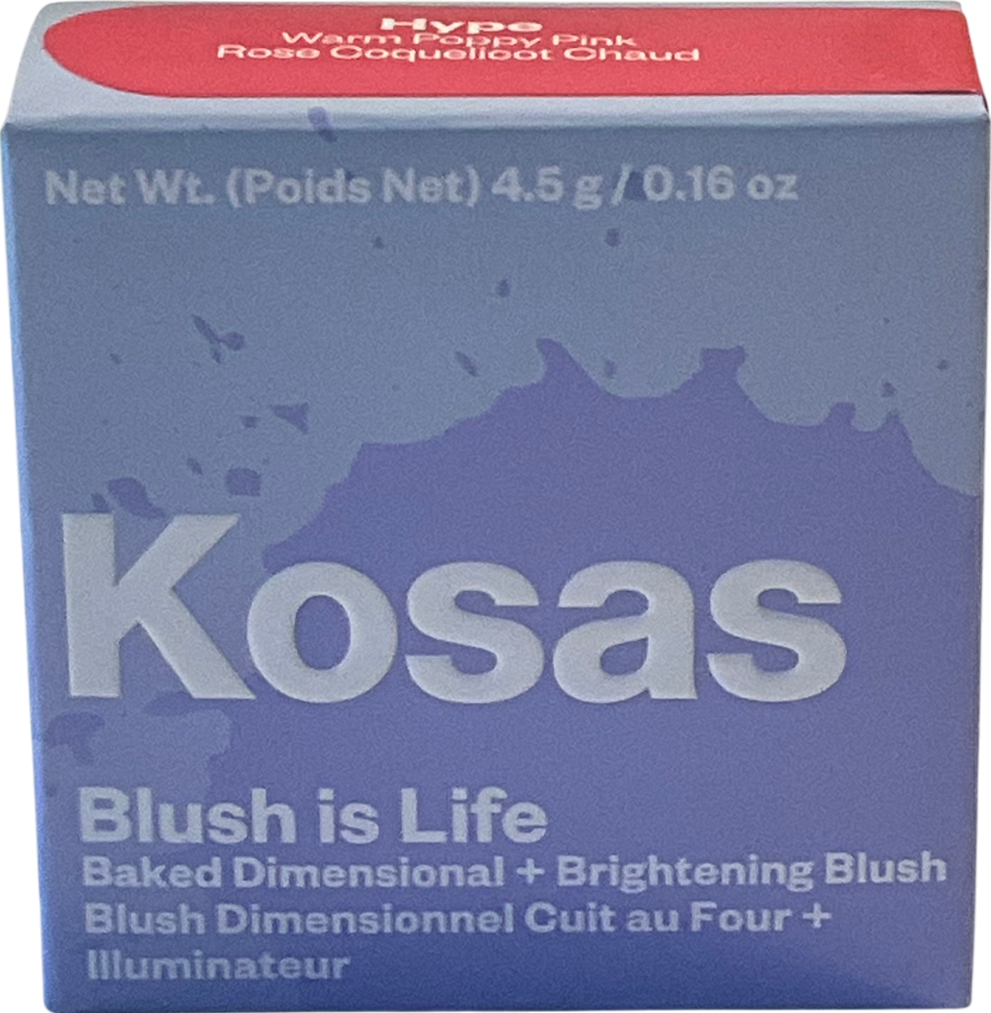 Hype
Warm Poppy Pink
Rose Coquelicot Chaud
Net Wt. (Poids Net) 4.5 g / 0.16 oz
Kosas
Blush is Life
Baked Dimensional + Brightening Blush
Blush Dimensionnel Cuit au Four +
Illuminateur